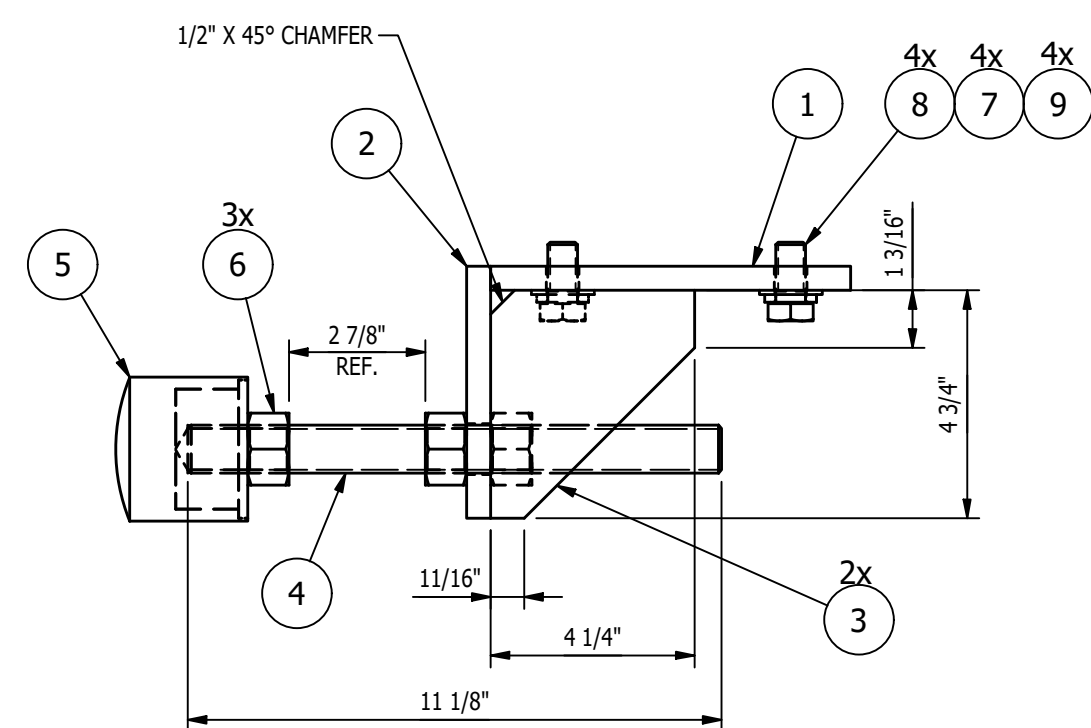 1/2" X 45° CHAMFER
4x 4x 4x
8 7 9
1
2
3x
6
5
1 3/16"
2 7/8"
REF.
4 3/4"
11/16"
4
2x
3
4 1/4"
11 1/8"